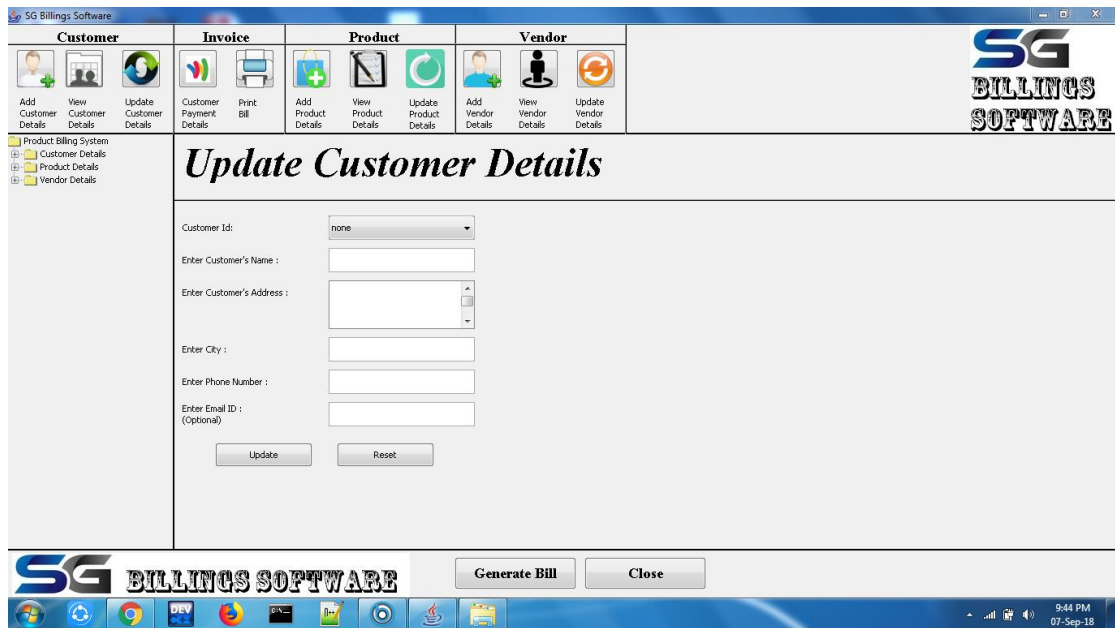 SG Billings Software
Customer
Invoice
Product
Vendor
Add Customer Details
View Customer Details
Update Customer Details
Customer Payment Details
Print Bill
Add Product Details
View Product Details
Update Product Details
Add Vendor Details
View Vendor Details
Update Vendor Details
SG
BILLINGS
SOFTWARE
Product Billing System
Customer Details
Product Details
Vendor Details
Update Customer Details
Customer Id:
none
Enter Customer's Name :
Enter Customer's Address :
Enter City :
Enter Phone Number :
Enter Email ID :
(Optional)
Update
Reset
SG BILLINGS SOFTWARE
Generate Bill
Close
DEV
C++
9:44 PM
07-Sep-18